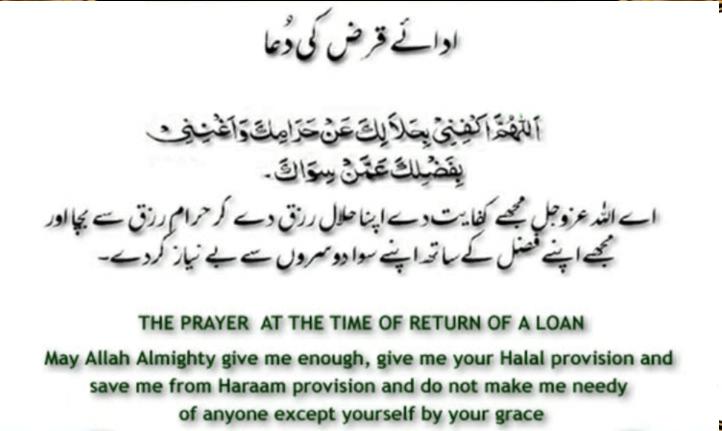 ادائے قرض کی دُعا
اَللّٰهُمَّ اكْفِنِيْ بِحَلَالِكَ عَنْ حَرَامِكَ وَاَغْنِنِيْ
بِفَضْلِكَ عَمَّنْ سِوَاكَ۔
اے اللہ عزوجل مجھے کفایت دے اپنا حلال رزق دے کر حرام رزق سے بچا اور
مجھے اپنے فضل کے ساتھ اپنے سوا دوسروں سے بے نیاز کردے۔
THE PRAYER AT THE TIME OF RETURN OF A LOAN
May Allah Almighty give me enough, give me your Halal provision and
save me from Haraam provision and do not make me needy
of anyone except yourself by your grace